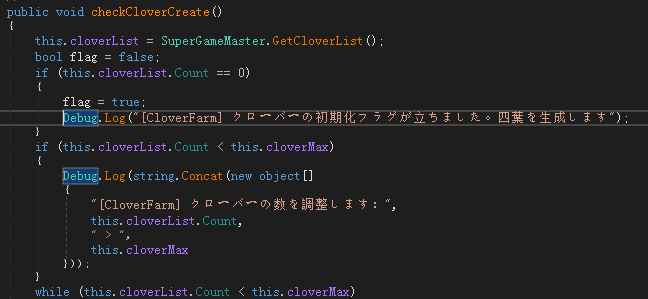 public void checkCloverCreate()
{
this.cloverList = SuperGameMaster.GetCloverList();
bool flag = false;
if (this.cloverList.Count == 0)
{
flag = true;
Debug.Log("[CloverFarm] クローバーの初期化フラグが立ちました。四葉を生成します");
}
if (this.cloverList.Count < this.cloverMax)
{
Debug.Log(string.Concat(new object[]
{
"[CloverFarm] クローバーの数を調整します：",
this.cloverList.Count,
" > ",
this.cloverMax
}));
}
while (this.cloverList.Count < this.cloverMax)